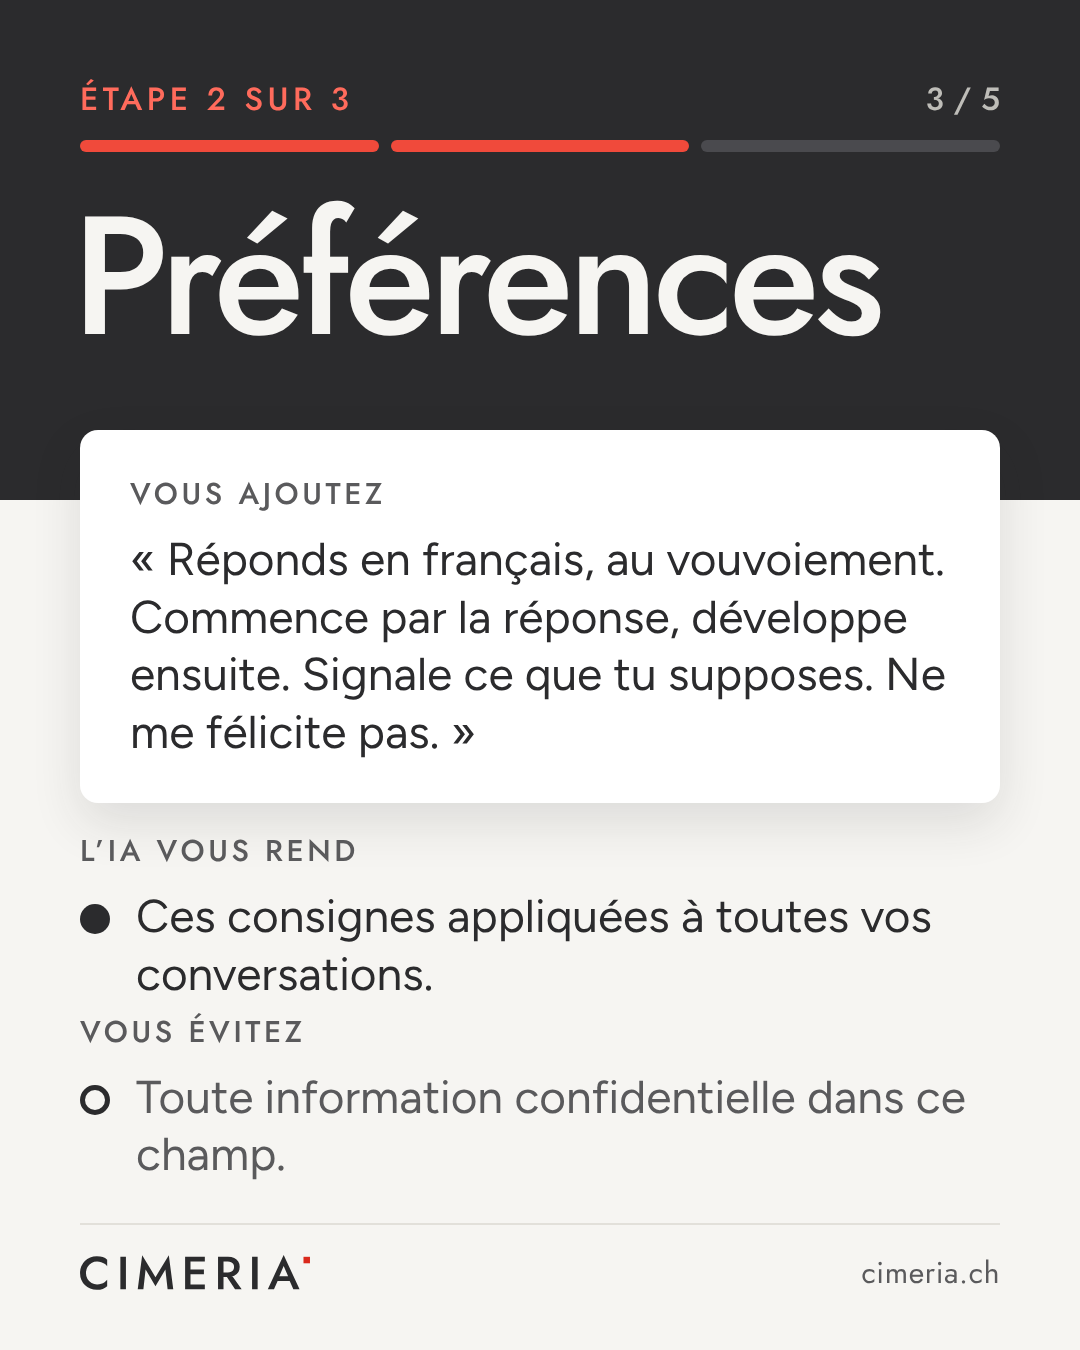 ÉTAPE 2 SUR 3
3 / 5
Préférences
VOUS AJOUTEZ
« Réponds en français, au vouvoiement.
Commence par la réponse, développe
ensuite. Signale ce que tu supposes. Ne
me félicite pas. »
L’IA VOUS REND
Ces consignes appliquées à toutes vos
conversations.
VOUS ÉVITEZ
Toute information confidentielle dans ce
champ.
CIMERIA
cimeria.ch